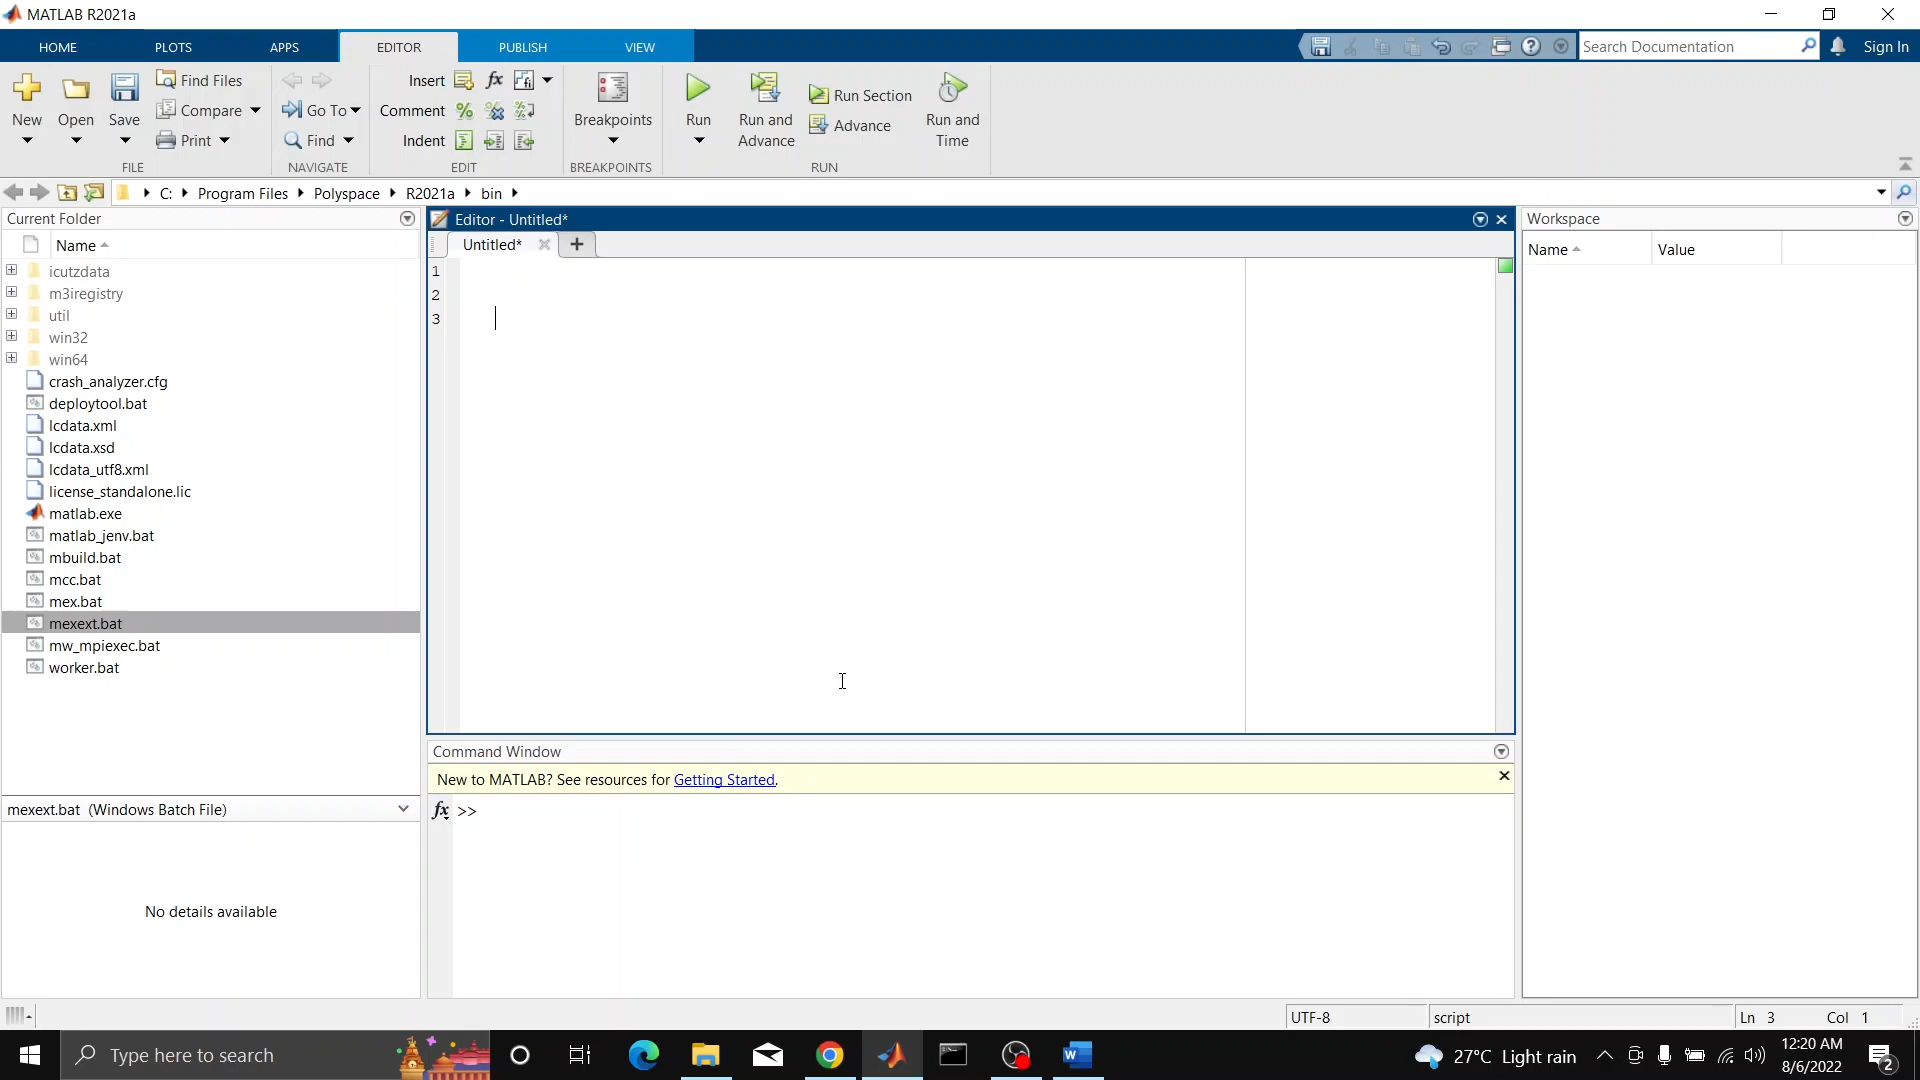 MATLAB R2021a
HOME PLOTS APPS EDITOR PUBLISH VIEW
Search Documentation
Sign In
New
Open
Save
Find Files
Compare
Print
FILE
Go To
Find
NAVIGATE
Insert
Comment
Indent
EDIT
Breakpoints
BREAKPOINTS
Run
Run and
Advance
Run Section
Advance
Run and
Time
RUN
C: Program Files Polyspace R2021a bin
Current Folder
Name
icutzdata
m3iregistry
util
win32
win64
crash_analyzer.cfg
deploytool.bat
lcdata.xml
lcdata.xsd
lcdata_utf8.xml
license_standalone.lic
matlab.exe
matlab_jenv.bat
mbuild.bat
mcc.bat
mex.bat
mexext.bat
mw_mpiexec.bat
worker.bat
mexext.bat (Windows Batch File)
No details available
Editor - Untitled*
Untitled*
1
2
3
Command Window
New to MATLAB? See resources for Getting Started.
fx >>
Workspace
Name Value
UTF-8
script
Ln 3 Col 1
Type here to search
27°C Light rain
12:20 AM
8/6/2022
2